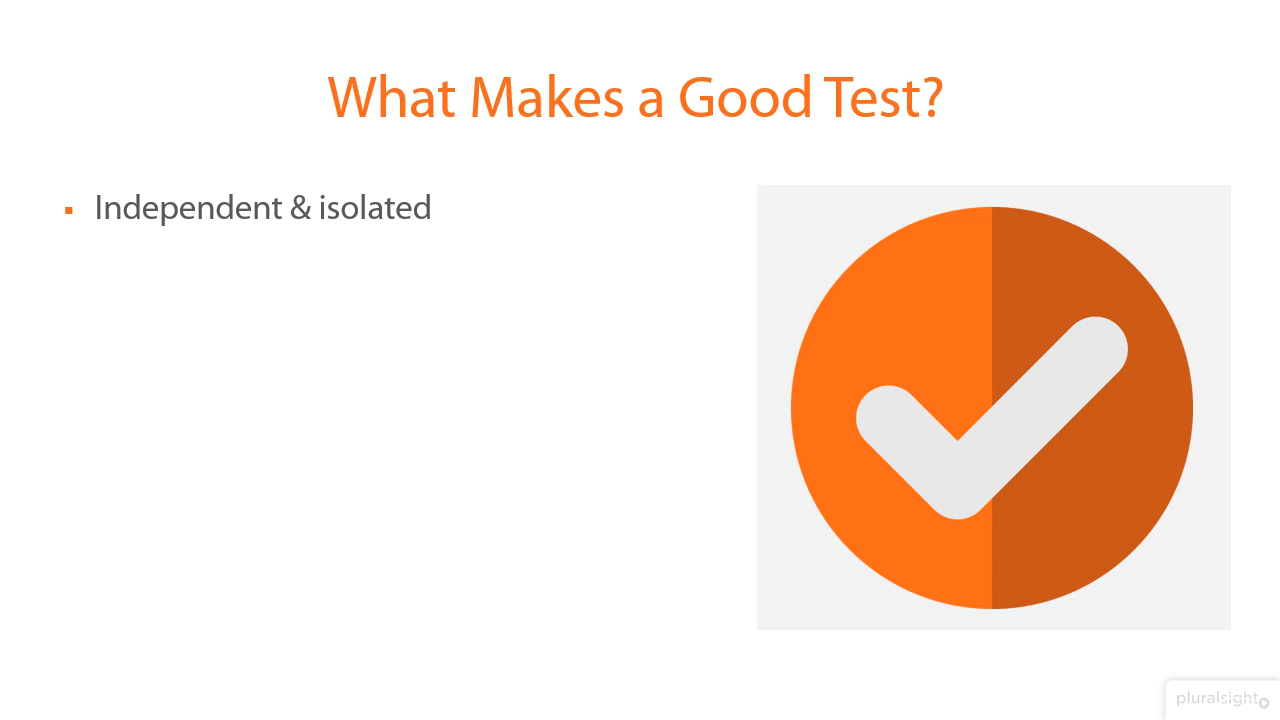 What Makes a Good Test?
▪ Independent & isolated
pluralsight